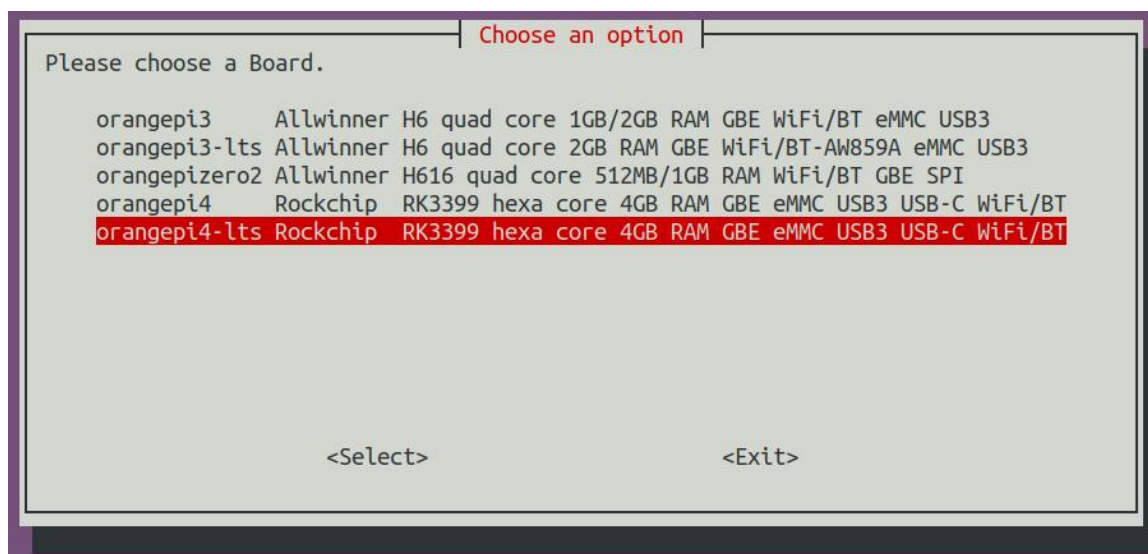 Choose an option
Please choose a Board.
orangepi3 Allwinner H6 quad core 1GB/2GB RAM GBE WiFi/BT eMMC USB3
orangepi3-lts Allwinner H6 quad core 2GB RAM GBE WiFi/BT-AW859A eMMC USB3
orangepizero2 Allwinner H616 quad core 512MB/1GB RAM WiFi/BT GBE SPI
orangepi4 Rockchip RK3399 hexa core 4GB RAM GBE eMMC USB3 USB-C WiFi/BT
orangepi4-lts Rockchip RK3399 hexa core 4GB RAM GBE eMMC USB3 USB-C WiFi/BT
<Select> <Exit>